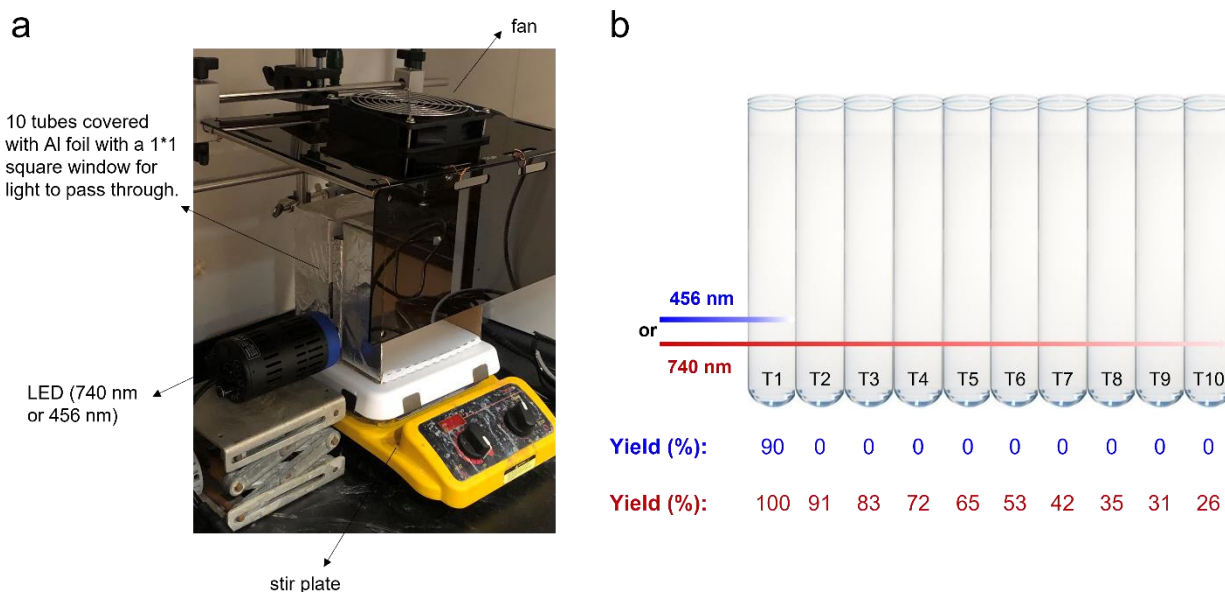 a
fan
10 tubes covered
with Al foil with a 1*1
square window for
light to pass through.
LED (740 nm
or 456 nm)
stir plate
b
456 nm
or
740 nm
T1 T2 T3 T4 T5 T6 T7 T8 T9 T10
Yield (%): 90 0 0 0 0 0 0 0 0 0
Yield (%): 100 91 83 72 65 53 42 35 31 26